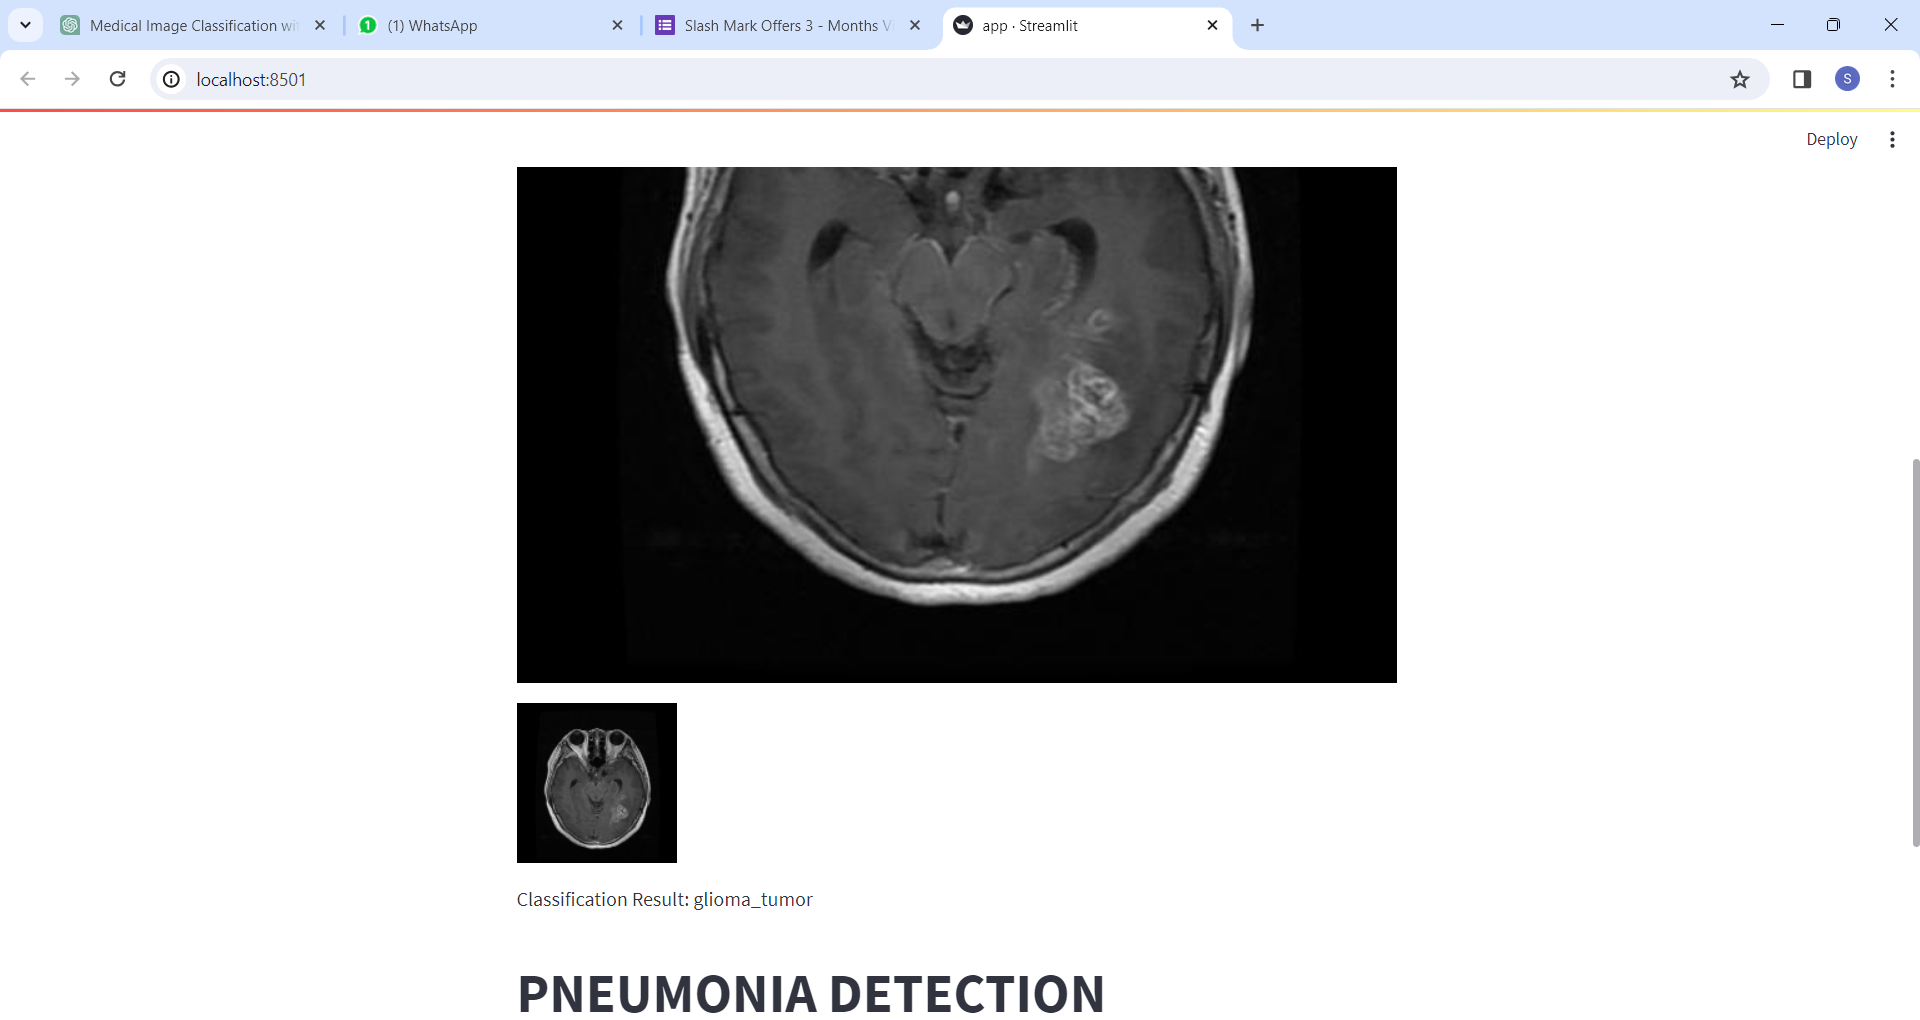 Medical Image Classification wi
(1) WhatsApp
Slash Mark Offers 3 - Months V
app · Streamlit
localhost:8501
S
Deploy
Classification Result: glioma_tumor
PNEUMONIA DETECTION